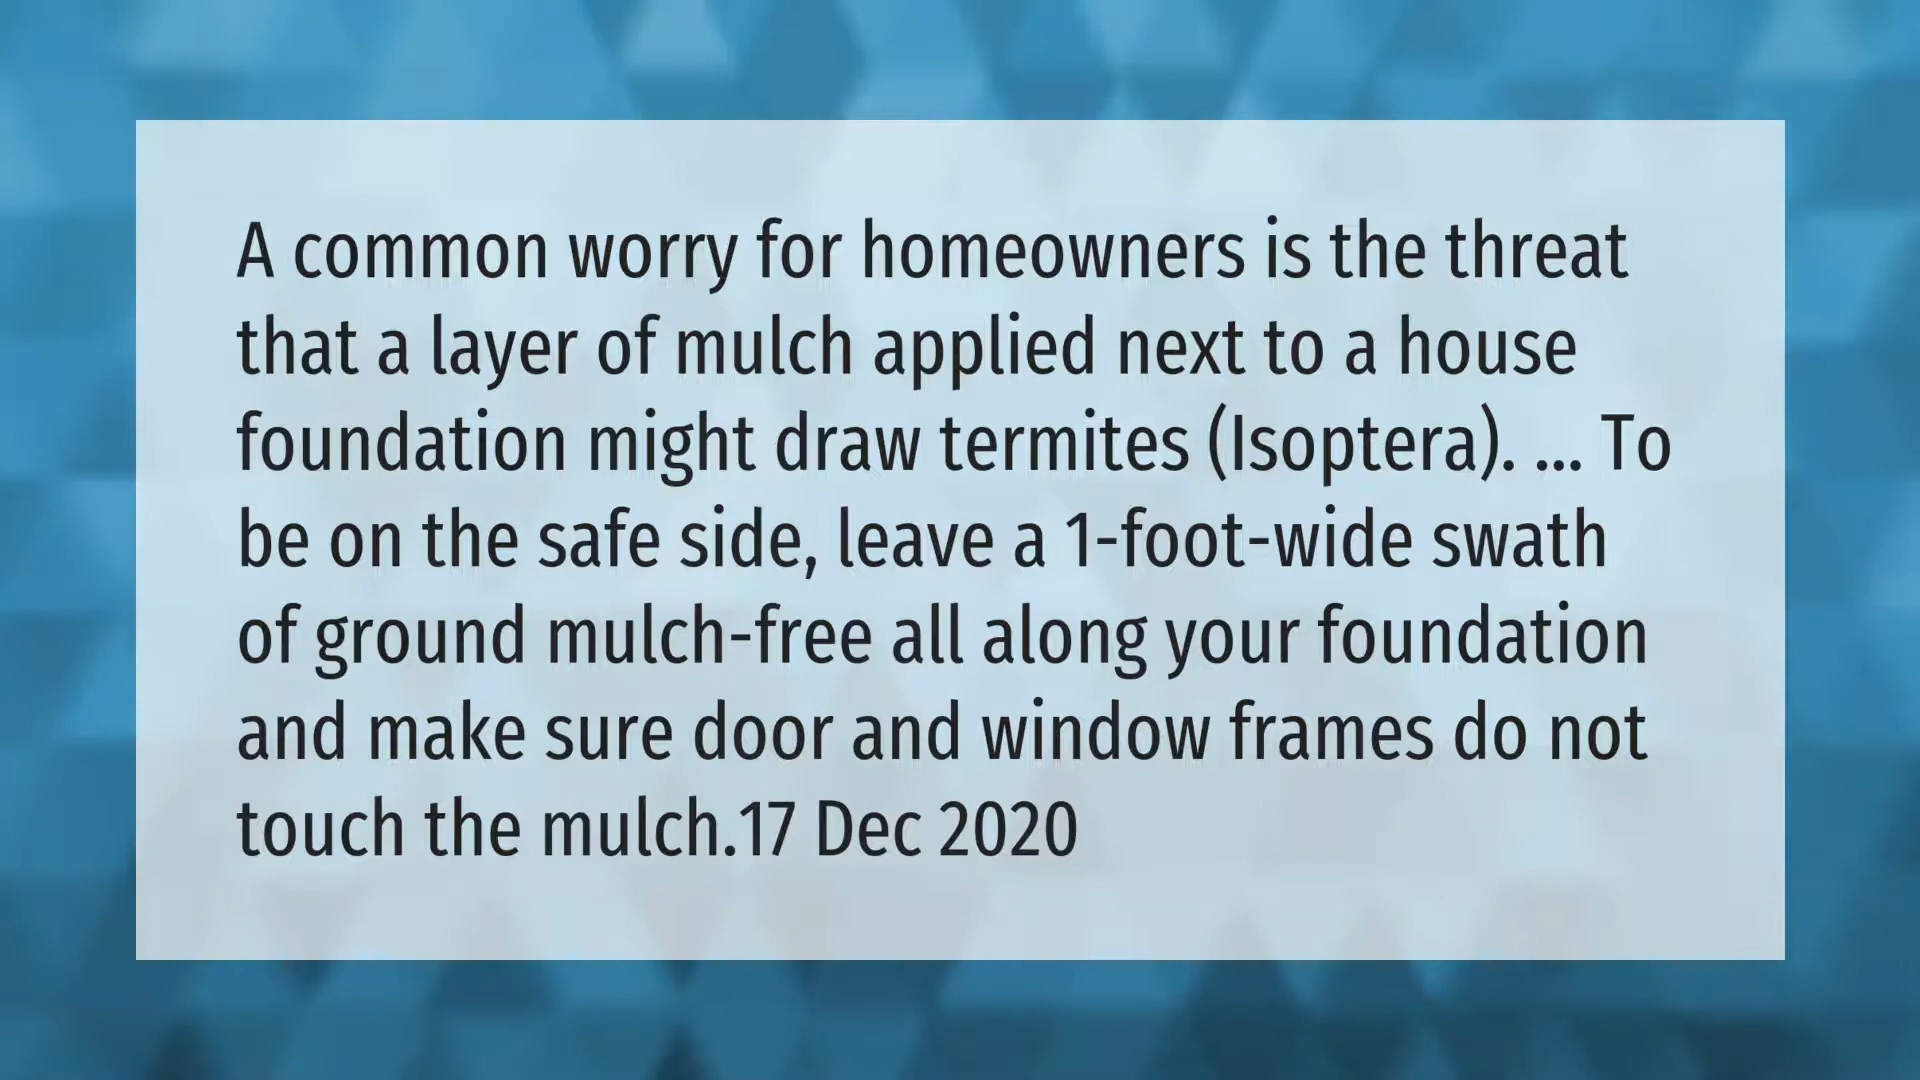 A common worry for homeowners is the threat
that a layer of mulch applied next to a house
foundation might draw termites (Isoptera). ... To
be on the safe side, leave a 1-foot-wide swath
of ground mulch-free all along your foundation
and make sure door and window frames do not
touch the mulch.17 Dec 2020